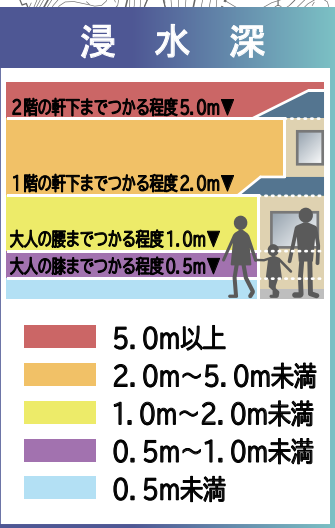 浸水深
2階の軒下までつかる程度5.0m▼
1階の軒下までつかる程度2.0m▼
大人の腰までつかる程度1.0m▼
大人の膝までつかる程度0.5m▼
5.0m以上
2.0m～5.0m未満
1.0m～2.0m未満
0.5m～1.0m未満
0.5m未満